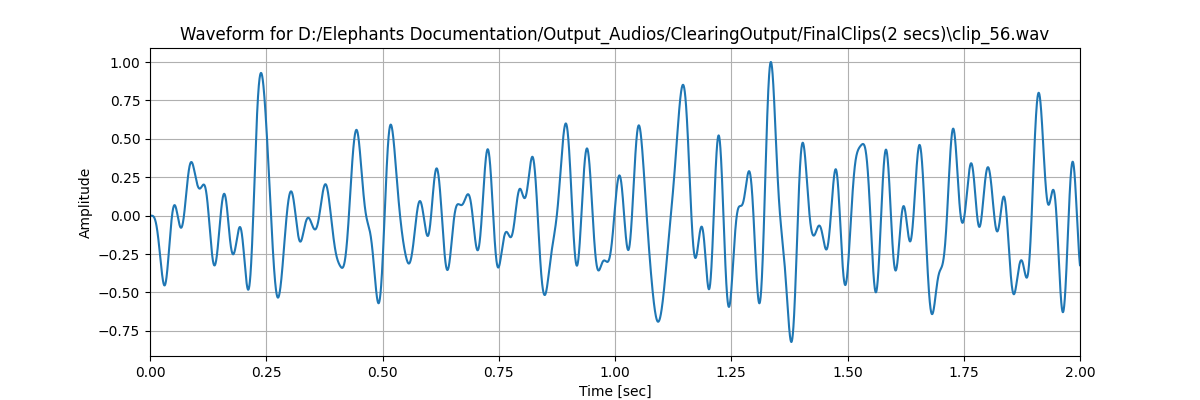 Waveform for D:/Elephants Documentation/Output_Audios/ClearingOutput/FinalClips(2 secs)\clip_56.wav
1.00
0.75
0.50
0.25
0.00
−0.25
−0.50
−0.75
Amplitude
0.00 0.25 0.50 0.75 1.00 1.25 1.50 1.75 2.00
Time [sec]